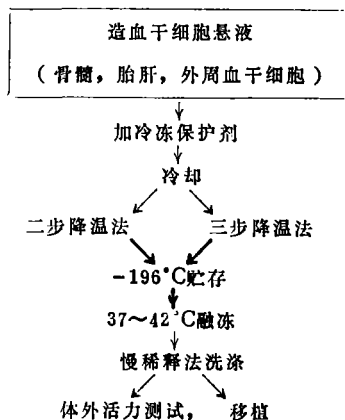 造血干细胞悬液
(骨髓，胎肝，外周血干细胞)
加冷冻保护剂
冷却
二步降温法 三步降温法
-196°C贮存
37～42°C融冻
慢稀释法洗涤
体外活力测试， 移植